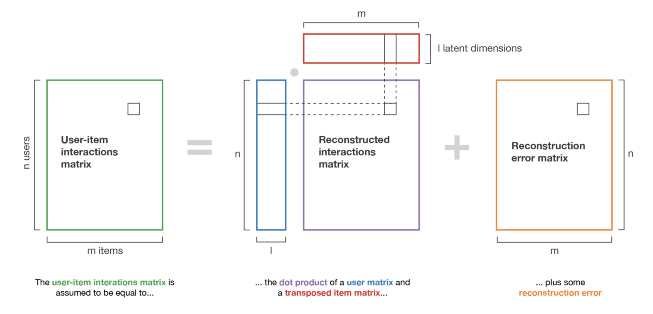 m
l latent dimensions
n users
User-item
interactions
matrix
n
Reconstructed
interactions
matrix
Reconstruction
error matrix
n
m items
l
m
The user-item interations matrix is
assumed to be equal to...
... the dot product of a user matrix and
a transposed item matrix...
... plus some
reconstruction error